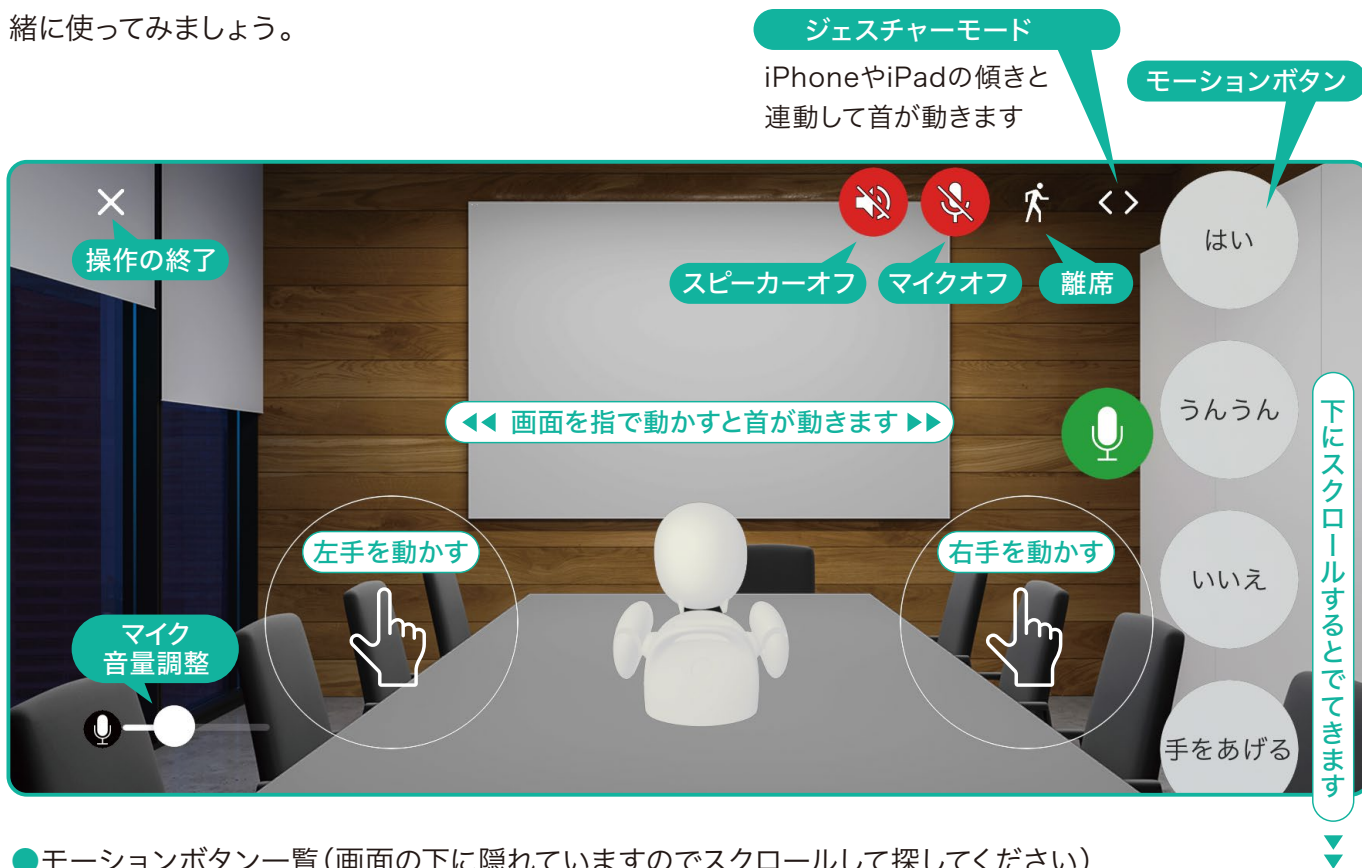 緒に使ってみましょう。
ジェスチャーモード
iPhoneやiPadの傾きと
連動して首が動きます
モーションボタン
操作の終了
スピーカーオフ
マイクオフ
離席
はい
◀◀ 画面を指で動かすと首が動きます ▶▶
うんうん
左手を動かす
右手を動かす
いいえ
マイク
音量調整
手をあげる
下にスクロールするとでてきます
●モーションボタン一覧（画面の下に隠れていますのでスクロールして探してください）